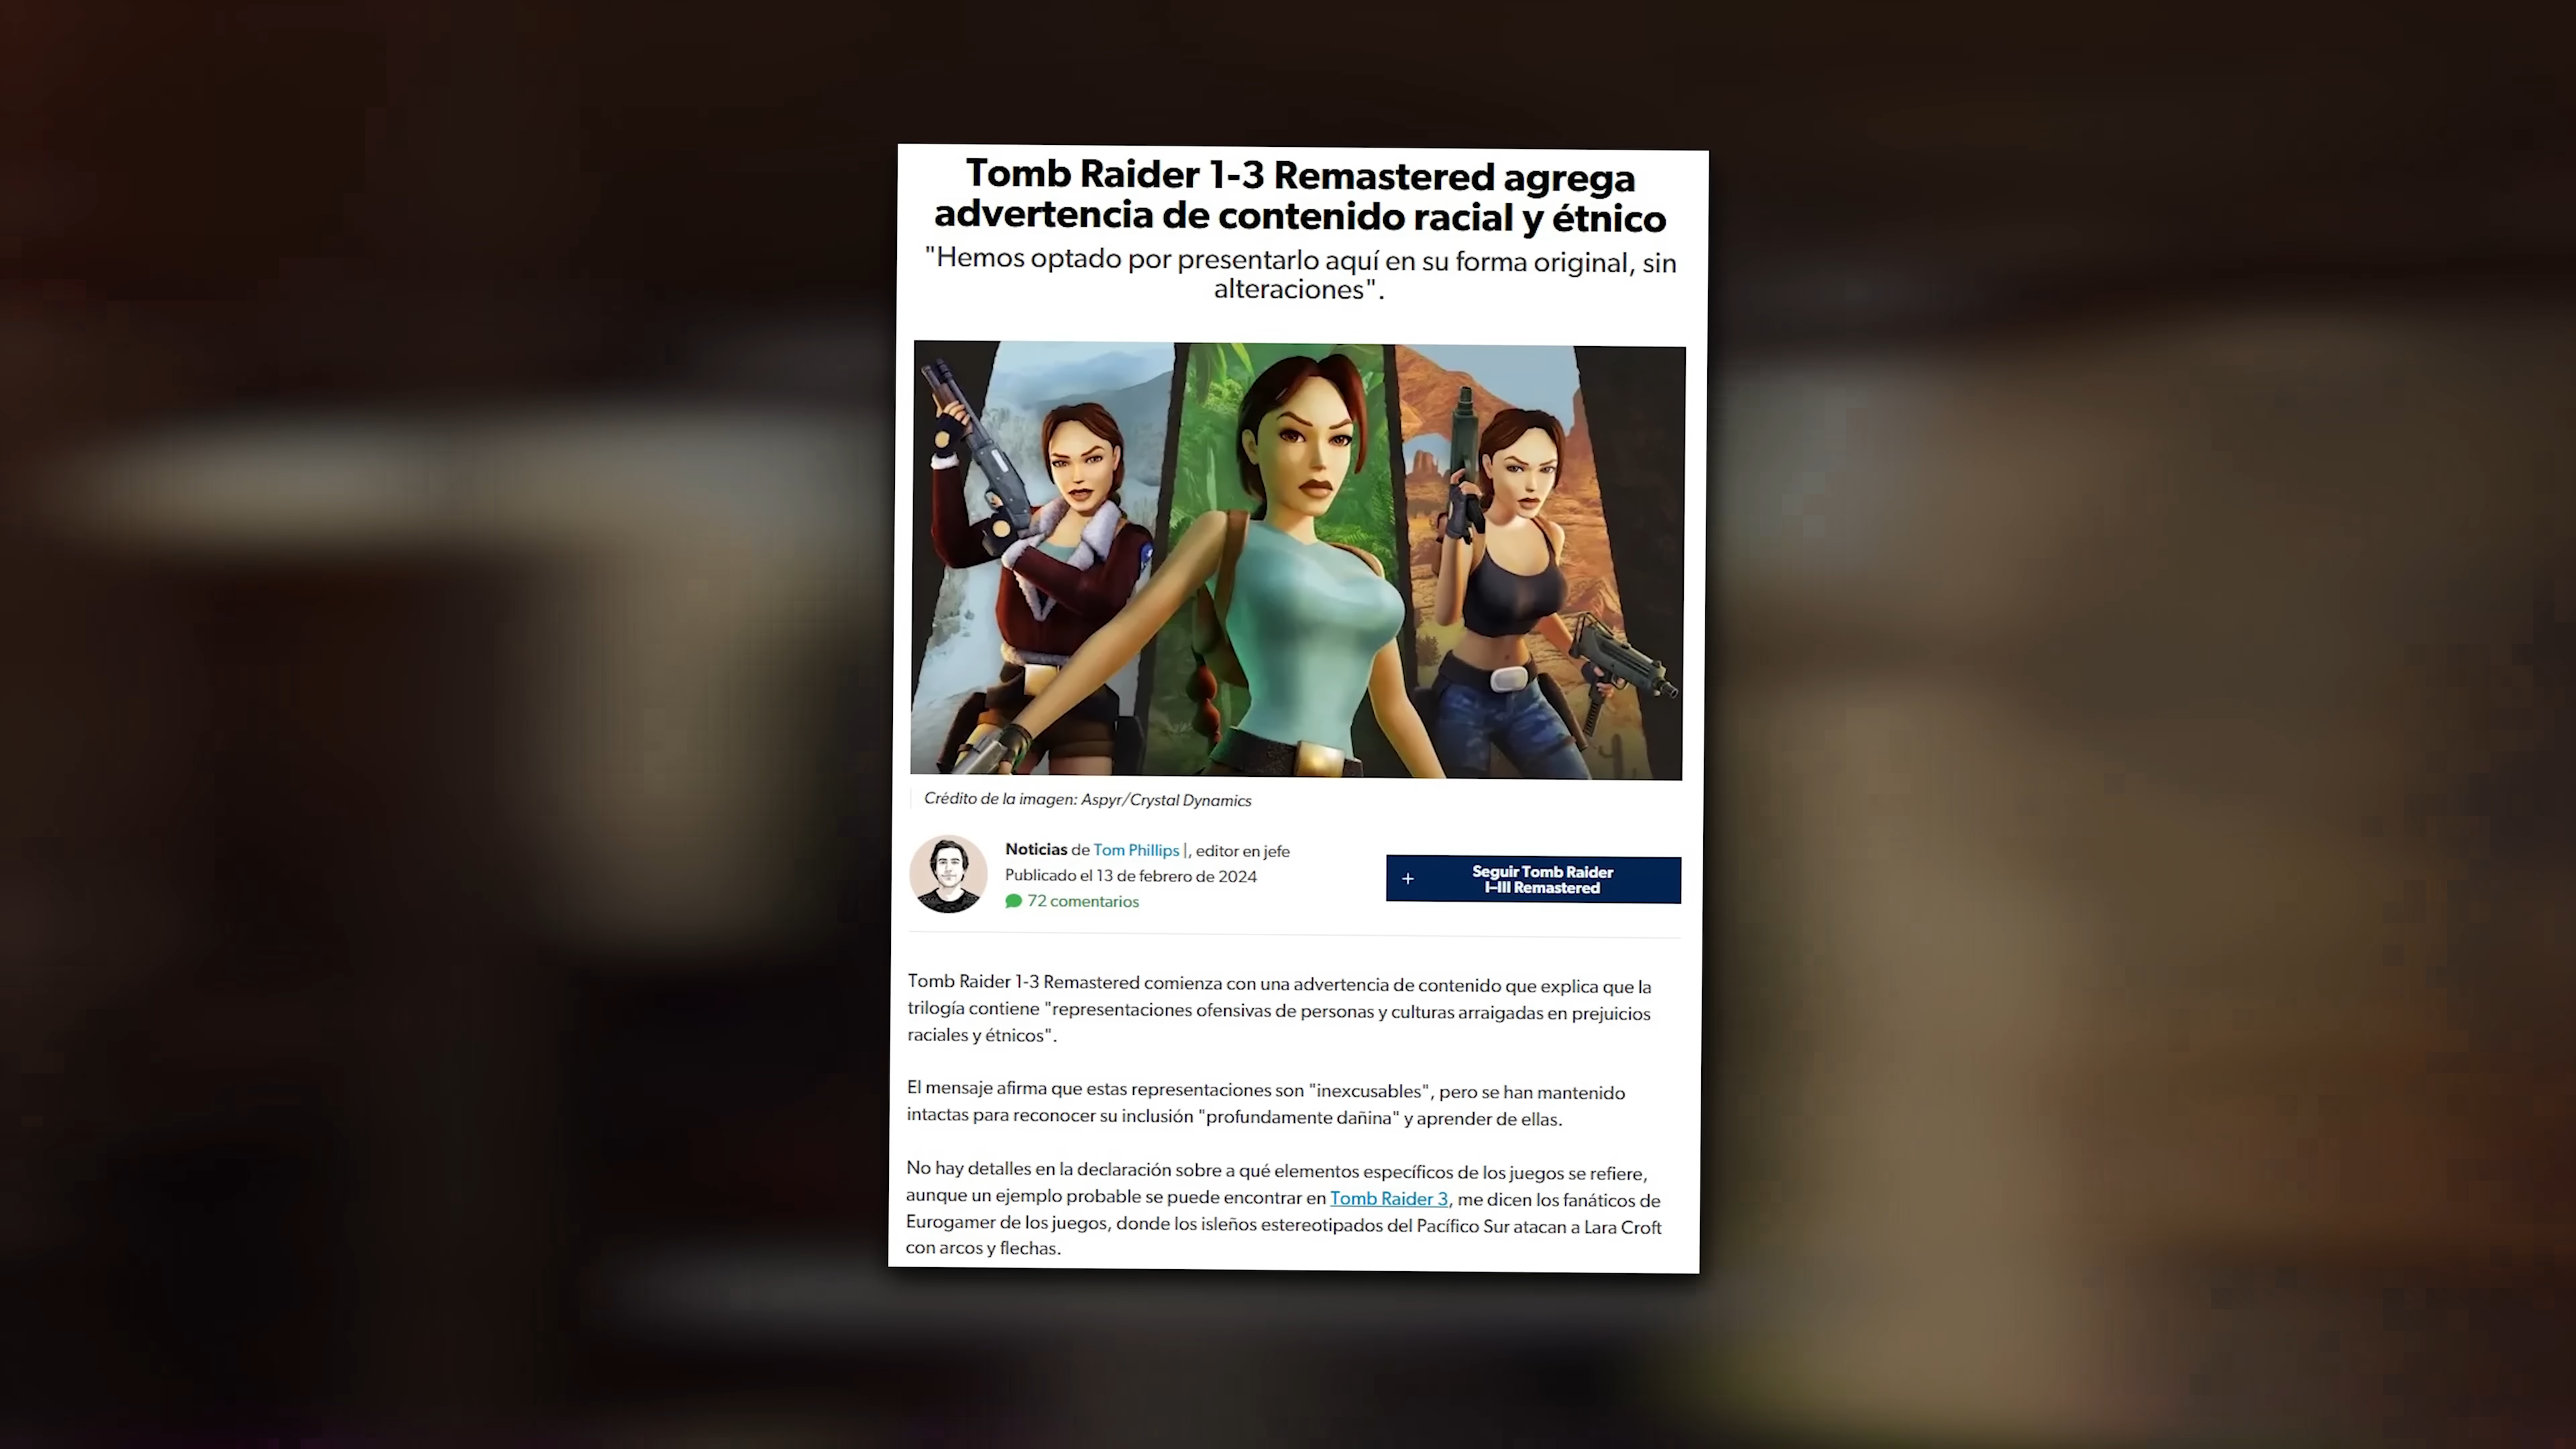 Tomb Raider 1-3 Remastered agrega
advertencia de contenido racial y étnico
"Hemos optado por presentarlo aquí en su forma original, sin
alteraciones".
Crédito de la imagen: Aspyr/Crystal Dynamics
Noticias de Tom Phillips |, editor en jefe
Publicado el 13 de febrero de 2024
72 comentarios
+ Seguir Tomb Raider
I-III Remastered
Tomb Raider 1-3 Remastered comienza con una advertencia de contenido que explica que la
trilogía contiene "representaciones ofensivas de personas y culturas arraigadas en prejuicios
raciales y étnicos".
El mensaje afirma que estas representaciones son "inexcusables", pero se han mantenido
intactas para reconocer su inclusión "profundamente dañina" y aprender de ellas.
No hay detalles en la declaración sobre a qué elementos específicos de los juegos se refiere,
aunque un ejemplo probable se puede encontrar en Tomb Raider 3, me dicen los fanáticos de
Eurogamer de los juegos, donde los isleños estereotipados del Pacífico Sur atacan a Lara Croft
con arcos y flechas.